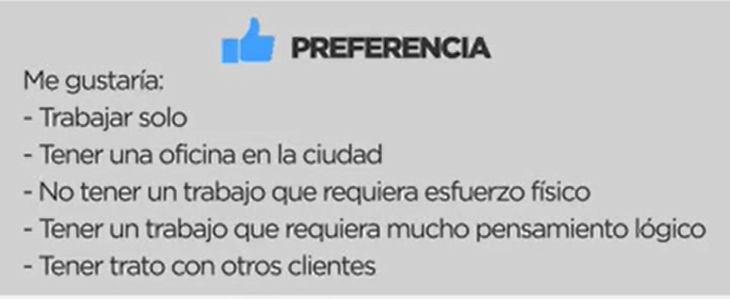 PREFERENCIA
Me gustaría:
- Trabajar solo
- Tener una oficina en la ciudad
- No tener un trabajo que requiera esfuerzo físico
- Tener un trabajo que requiera mucho pensamiento lógico
- Tener trato con otros clientes